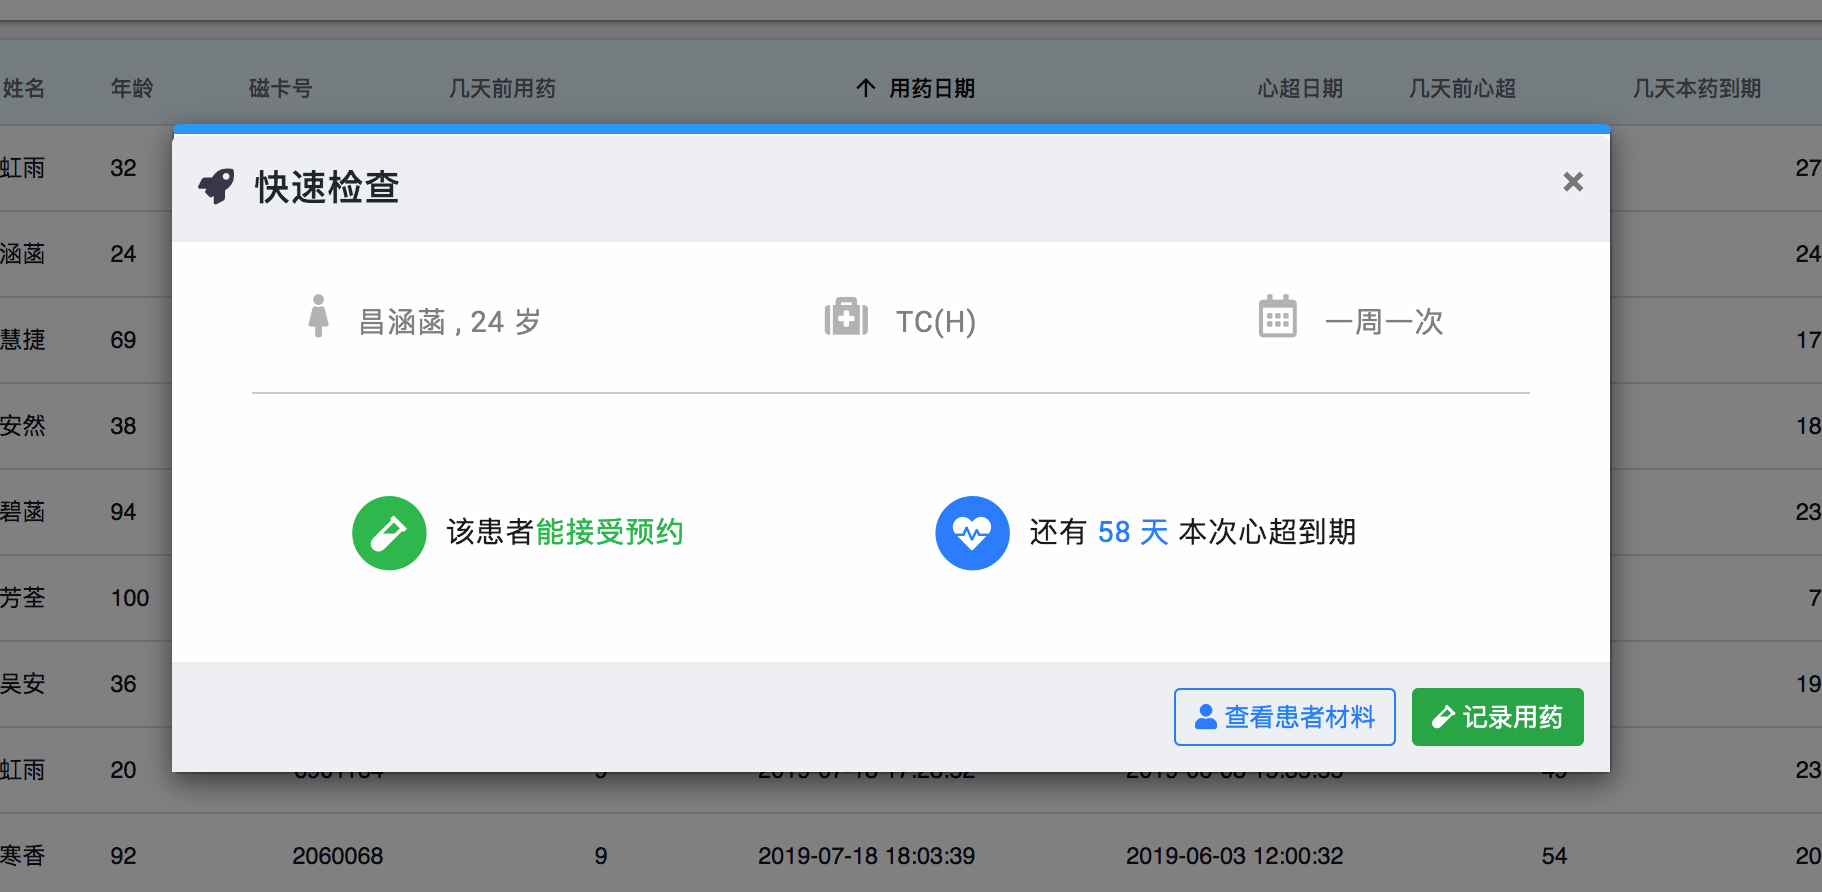 姓名 年龄 磁卡号 几天前用药 ↑ 用药日期 心超日期 几天前心超 几天本药到期
虹雨 32 27
快速检查 ×
涵菡 24 24
昌涵菡 , 24 岁 TC(H) 一周一次
慧捷 69 17
安然 38 18
碧菡 94 23
该患者能接受预约 还有 58 天 本次心超到期
芳荃 100 7
吴安 36 19
查看患者材料 记录用药
虹雨 20 23
寒香 92 2060068 9 2019-07-18 18:03:39 2019-06-03 12:00:32 54 20